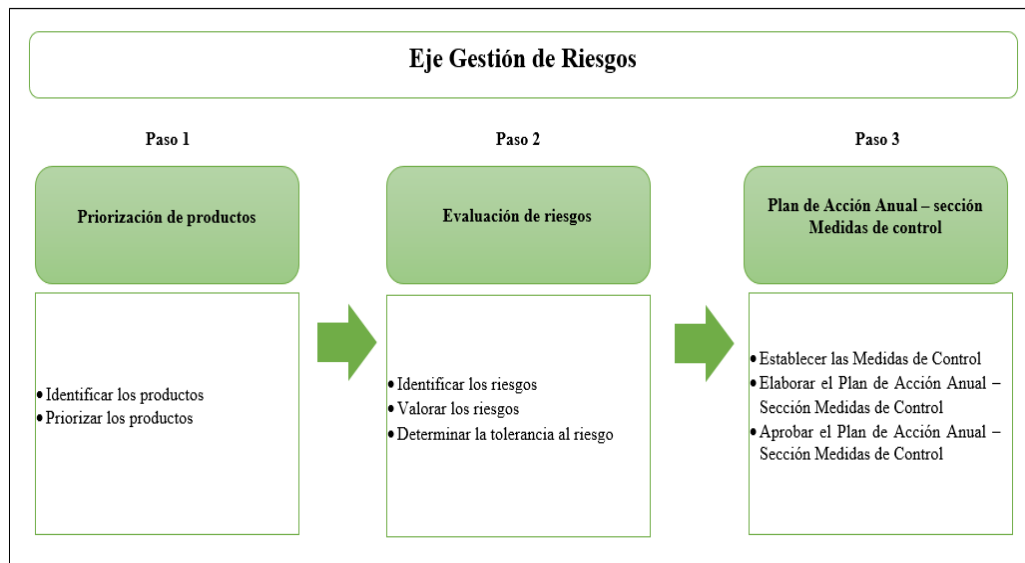 Eje Gestión de Riesgos
Paso 1
Priorización de productos
• Identificar los productos
• Priorizar los productos
Paso 2
Evaluación de riesgos
• Identificar los riesgos
• Valorar los riesgos
• Determinar la tolerancia al riesgo
Paso 3
Plan de Acción Anual – sección
Medidas de control
• Establecer las Medidas de Control
• Elaborar el Plan de Acción Anual –
Sección Medidas de Control
• Aprobar el Plan de Acción Anual –
Sección Medidas de Control